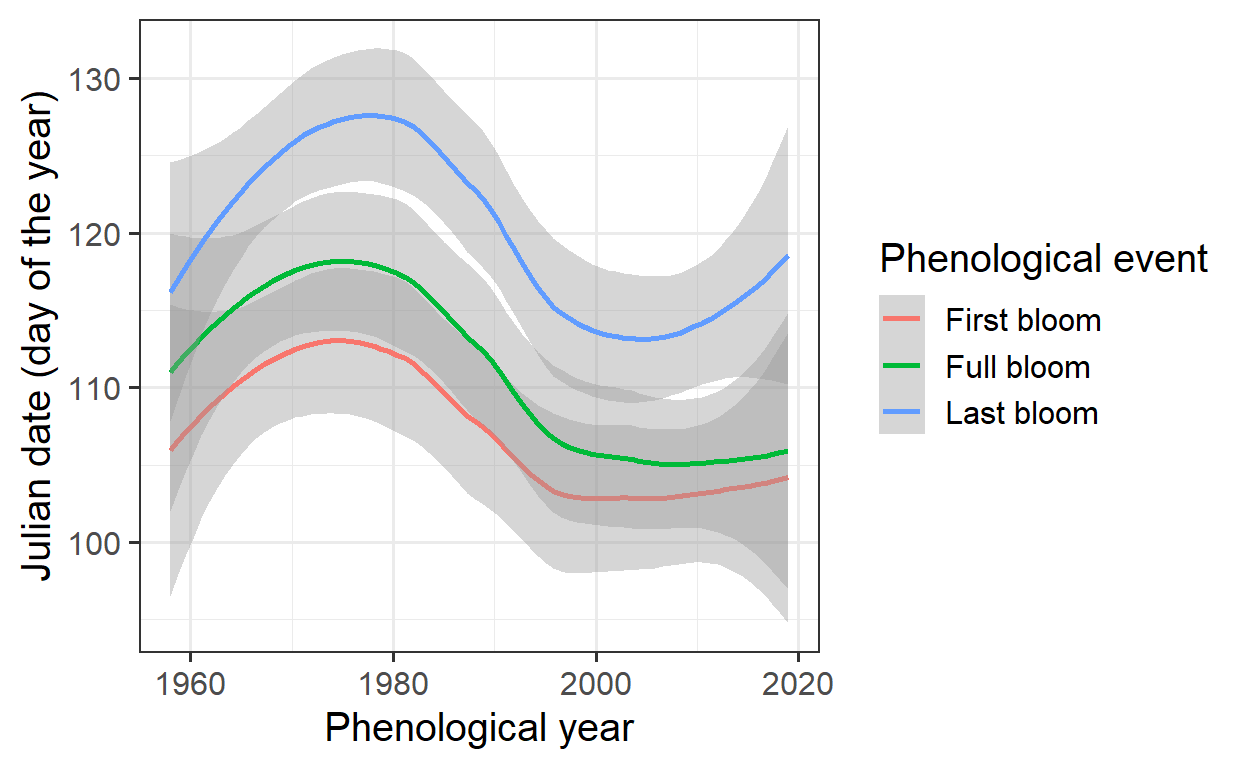 Julian date (day of the year)
130
120
110
100
1960 1980 2000 2020
Phenological year
Phenological event
First bloom
Full bloom
Last bloom